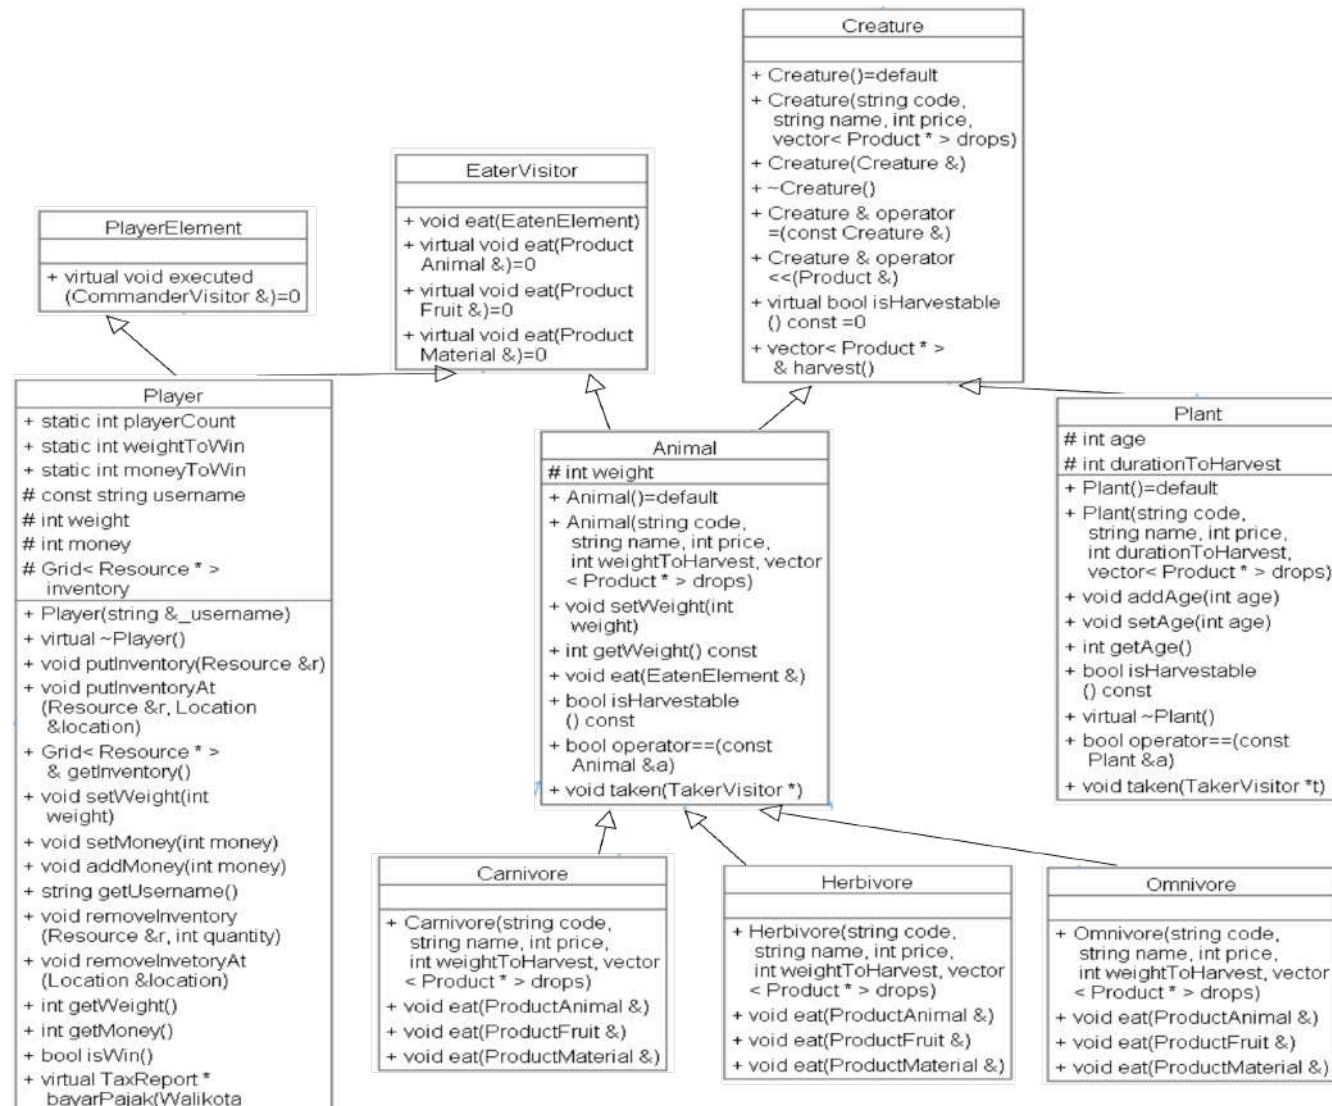 Creature
+ Creature()=default
+ Creature(string code,
string name, int price,
vector< Product * > drops)
+ Creature(Creature &)
+ ~Creature()
+ Creature & operator
=(const Creature &)
+ Creature & operator
<<(Product &)
+ virtual bool isHarvestable
() const =0
+ vector< Product * >
& harvest()
EaterVisitor
+ void eat(EatenElement)
+ virtual void eat(Product
Animal &)=0
+ virtual void eat(Product
Fruit &)=0
+ virtual void eat(Product
Material &)=0
PlayerElement
+ virtual void executed
(CommanderVisitor &)=0
Player
+ static int playerCount
+ static int weightToWin
+ static int moneyToWin
# const string username
# int weight
# int money
# Grid< Resource * >
inventory
+ Player(string &_username)
+ virtual ~Player()
+ void putInventory(Resource &r)
+ void putInventoryAt
(Resource &r, Location
&location)
+ Grid< Resource * >
& getInventory()
+ void setWeight(int
weight)
+ void setMoney(int money)
+ void addMoney(int money)
+ string getUsername()
+ void removeInventory
(Resource &r, int quantity)
+ void removeInvetoryAt
(Location &location)
+ int getWeight()
+ int getMoney()
+ bool isWin()
+ virtual TaxReport *
bayarPajak(Walikota
Animal
# int weight
+ Animal()=default
+ Animal(string code,
string name, int price,
int weightToHarvest, vector
< Product * > drops)
+ void setWeight(int
weight)
+ int getWeight() const
+ void eat(EatenElement &)
+ bool isHarvestable
() const
+ bool operator==(const
Animal &a)
+ void taken(TakerVisitor *)
Plant
# int age
# int durationToHarvest
+ Plant()=default
+ Plant(string code,
string name, int price,
int durationToHarvest,
vector< Product * > drops)
+ void addAge(int age)
+ void setAge(int age)
+ int getAge()
+ bool isHarvestable
() const
+ virtual ~Plant()
+ bool operator==(const
Plant &a)
+ void taken(TakerVisitor *t)
Carnivore
+ Carnivore(string code,
string name, int price,
int weightToHarvest, vector
< Product * > drops)
+ void eat(ProductAnimal &)
+ void eat(ProductFruit &)
+ void eat(ProductMaterial &)
Herbivore
+ Herbivore(string code,
string name, int price,
int weightToHarvest, vector
< Product * > drops)
+ void eat(ProductAnimal &)
+ void eat(ProductFruit &)
+ void eat(ProductMaterial &)
Omnivore
+ Omnivore(string code,
string name, int price,
int weightToHarvest, vector
< Product * > drops)
+ void eat(ProductAnimal &)
+ void eat(ProductFruit &)
+ void eat(ProductMaterial &)